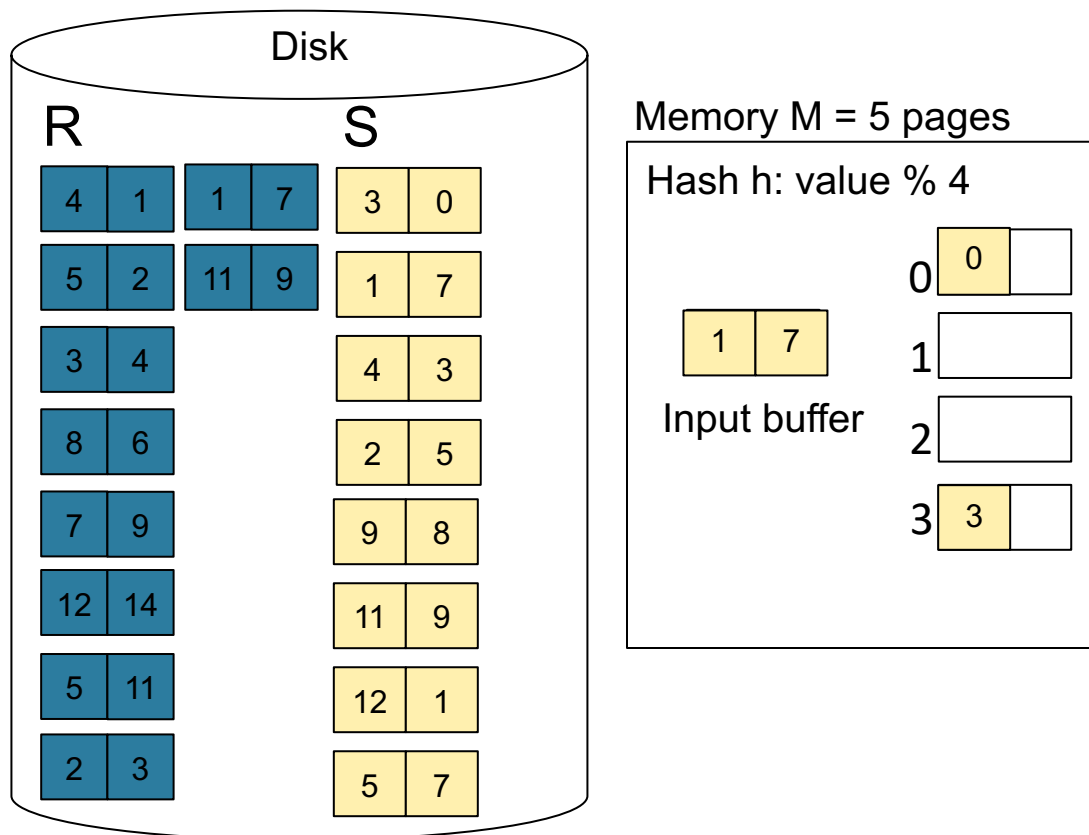 Disk
R S
4 1 1 7 3 0
5 2 11 9 1 7
3 4 4 3
8 6 2 5
7 9 9 8
12 14 11 9
5 11 12 1
2 3 5 7
Memory M = 5 pages
Hash h: value % 4
0 0
1 7
1
Input buffer
2
3 3